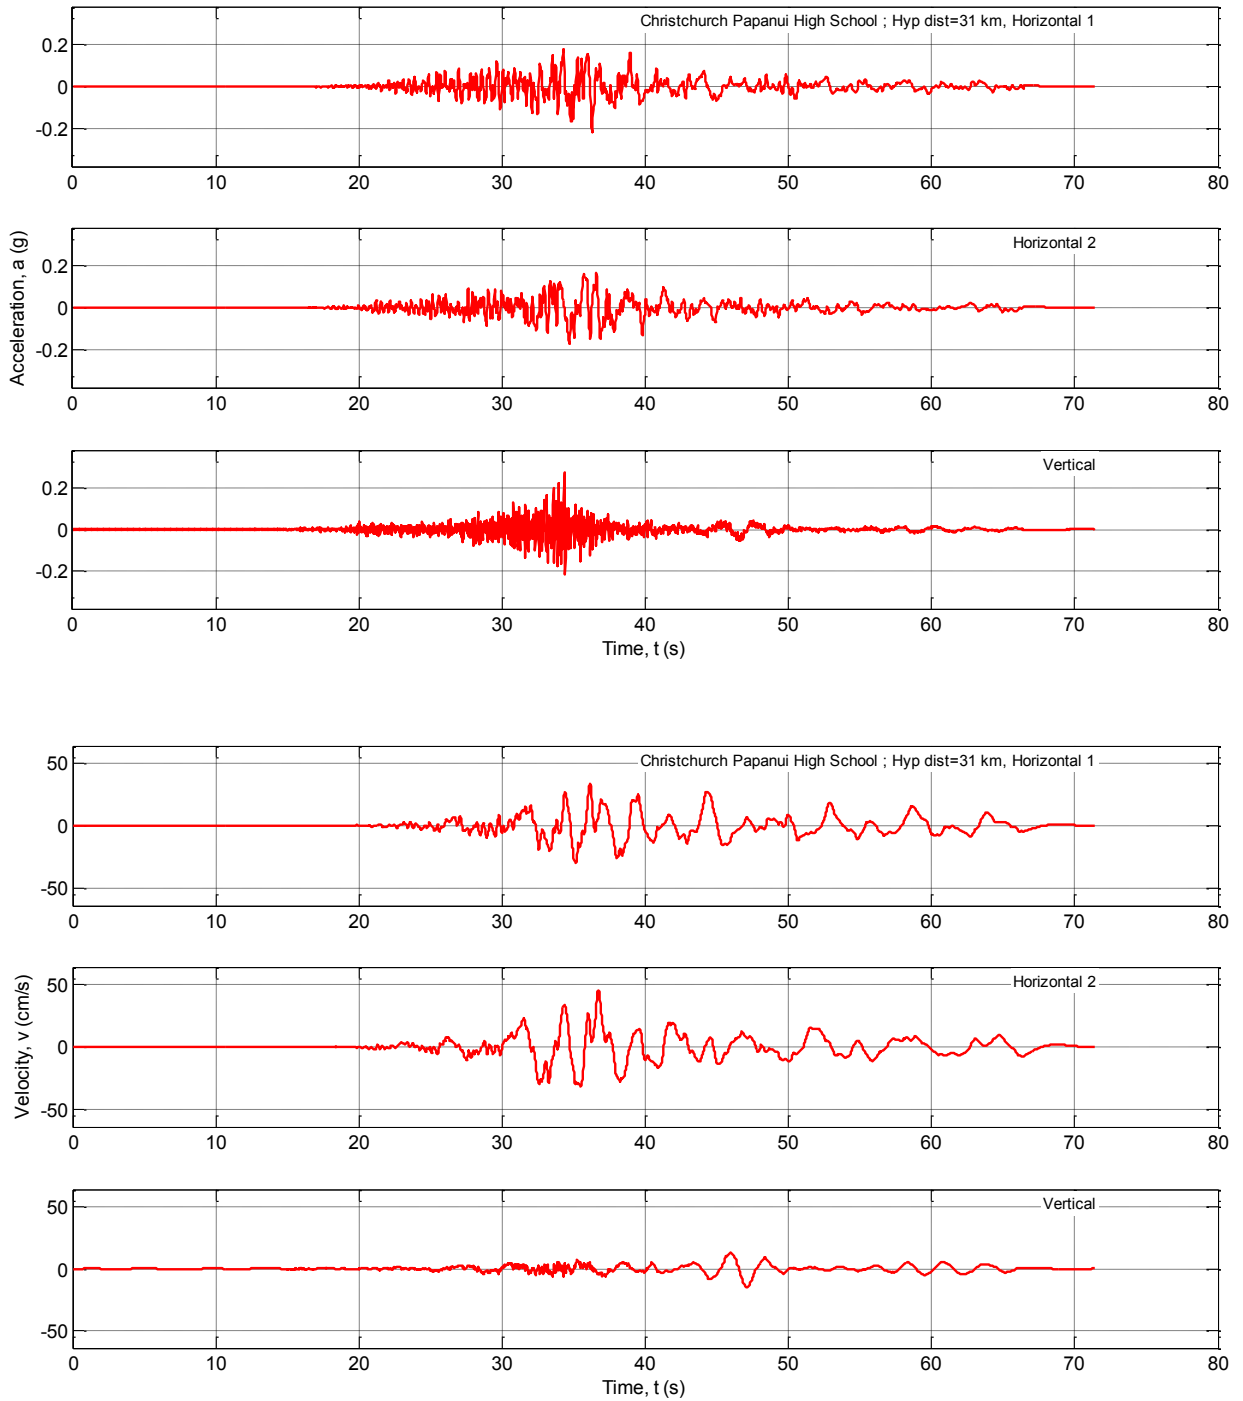 Christchurch Papanui High School ; Hyp dist=31 km, Horizontal 1
0.2
0
-0.2
0 10 20 30 40 50 60 70 80
Horizontal 2
Acceleration, a (g)
0.2
0
-0.2
0 10 20 30 40 50 60 70 80
Vertical
0.2
0
-0.2
0 10 20 30 40 50 60 70 80
Time, t (s)
Christchurch Papanui High School ; Hyp dist=31 km, Horizontal 1
50
0
-50
0 10 20 30 40 50 60 70 80
Horizontal 2
Velocity, v (cm/s)
50
0
-50
0 10 20 30 40 50 60 70 80
Vertical
50
0
-50
0 10 20 30 40 50 60 70 80
Time, t (s)